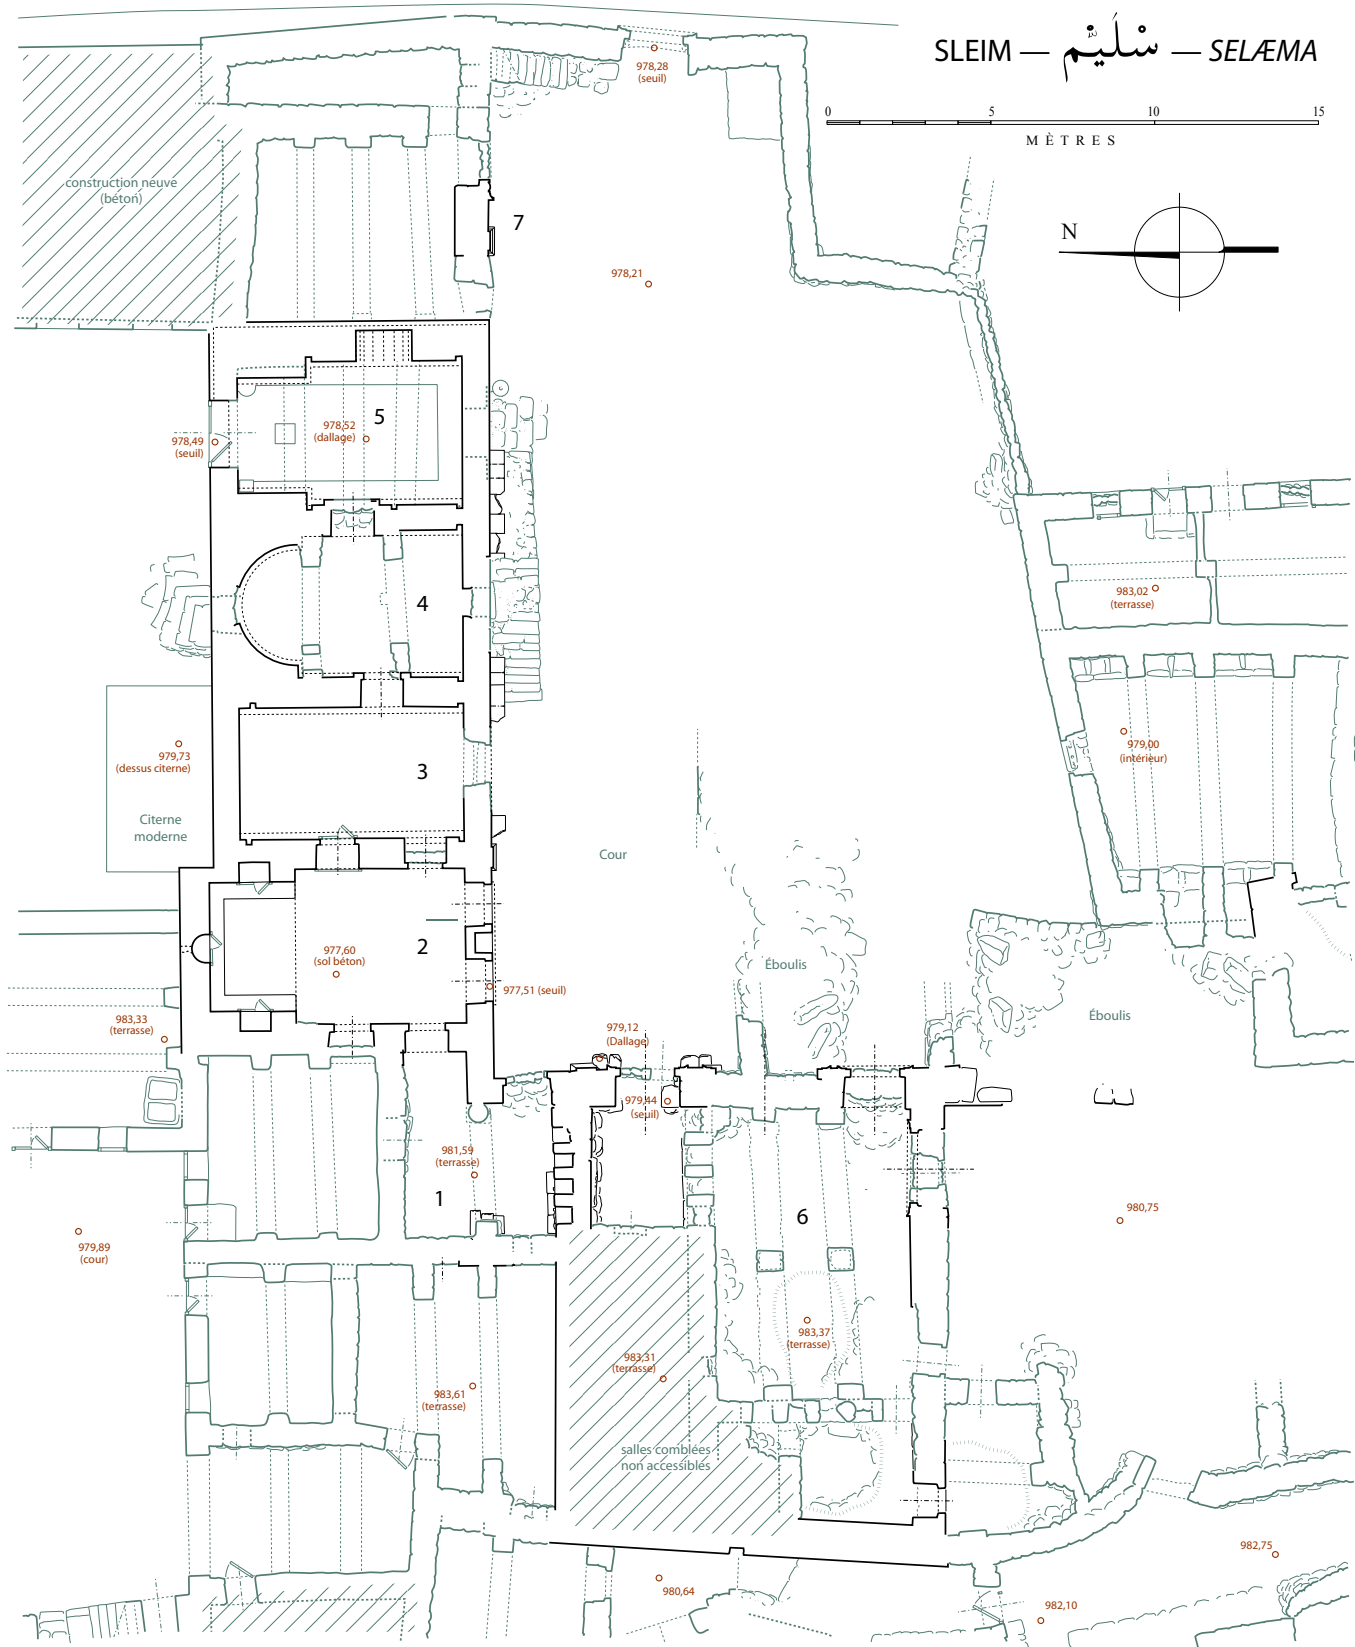 SLEIM — سُلَيِّم — SELÆMA
0 5 10 15
MÈTRES
N
978,28
(seuil)
construction neuve
(béton)
7
978,21
5
978,52
(dallage)
978,49
(seuil)
4
983,02
(terrasse)
979,00
(intérieur)
979,73
(dessus citerne)
3
Citerne
moderne
Cour
2
977,60
(sol béton)
Éboulis
977,51 (seuil)
983,33
(terrasse)
979,12
(Dallage)
Éboulis
979,44
(seuil)
981,59
(terrasse)
1
6
980,75
979,89
(cour)
983,37
(terrasse)
983,31
(terrasse)
983,61
(terrasse)
salles comblées
non accessibles
982,75
980,64
982,10